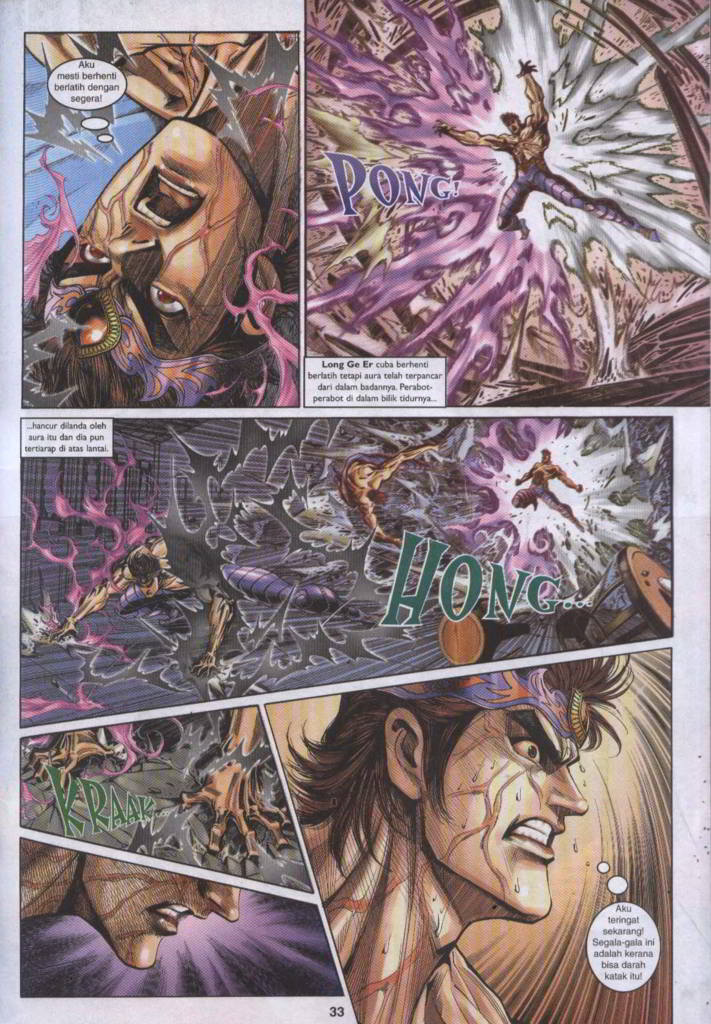 Aku
mesti berhenti
berlatih dengan
segera!
PONG!
Long Ge Er cuba berhenti
berlatih tetapi aura telah terpancar
dari dalam badannya. Perabot-
perabot di dalam bilik tidurnya...
...hancur dilanda oleh
aura itu dan dia pun
tertiarap di atas lantai.
HONG...
KRAAK...
Aku
teringat
sekarang!
Segala-gala ini
adalah kerana
bisa darah
katak itu!
33